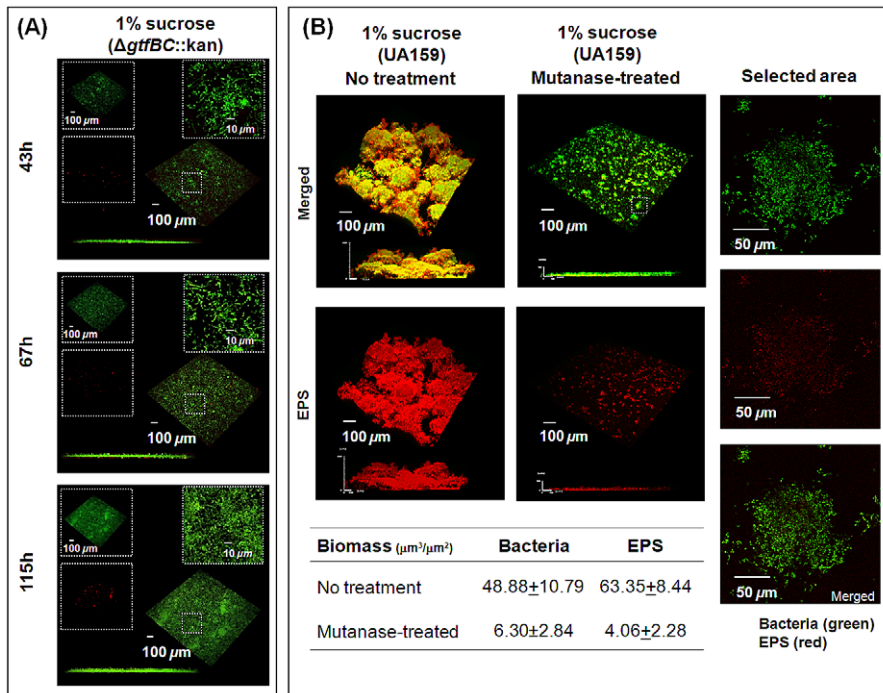 (A)
1% sucrose
(ΔgtfBC::kan)
43h
100 µm
10 µm
100 µm
67h
100 µm
10 µm
100 µm
115h
100 µm
10 µm
100 µm
(B)
1% sucrose
(UA159)
No treatment
1% sucrose
(UA159)
Mutanase-treated
Selected area
Merged
100 µm
100 µm
50 µm
EPS
100 µm
100 µm
50 µm
50 µm
Merged
Bacteria (green)
EPS (red)
Biomass (µm³/µm²) Bacteria EPS
No treatment 48.88±10.79 63.35±8.44
Mutanase-treated 6.30±2.84 4.06±2.28